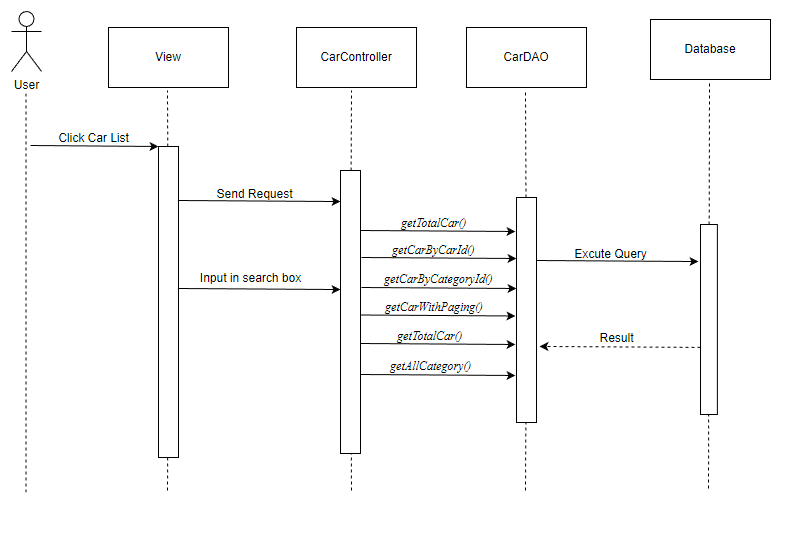 User
View
CarController
CarDAO
Database
Click Car List
Send Request
getTotalCar()
getCarByCarId()
Excute Query
Input in search box
getCarByCategoryId()
getCarWithPaging()
getTotalCar()
Result
getAllCategory()